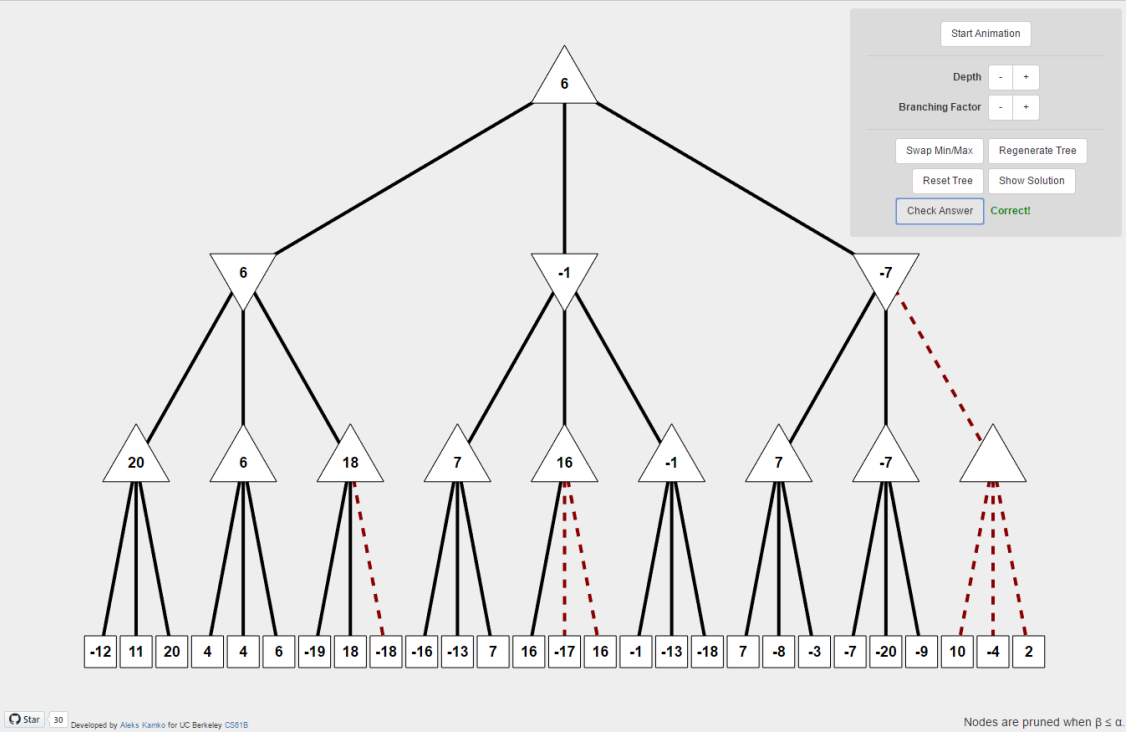 Start Animation
Depth - +
Branching Factor - +
Swap Min/Max Regenerate Tree
Reset Tree Show Solution
Check Answer Correct!
6
6 -1 -7
20 6 18 7 16 -1 7 -7
-12 11 20 4 4 6 -19 18 -18 -16 -13 7 16 -17 16 -1 -13 -18 7 -8 -3 -7 -20 -9 10 -4 2
Star 30 Developed by Aleks Kamko for UC Berkeley CS61B
Nodes are pruned when β ≤ α.